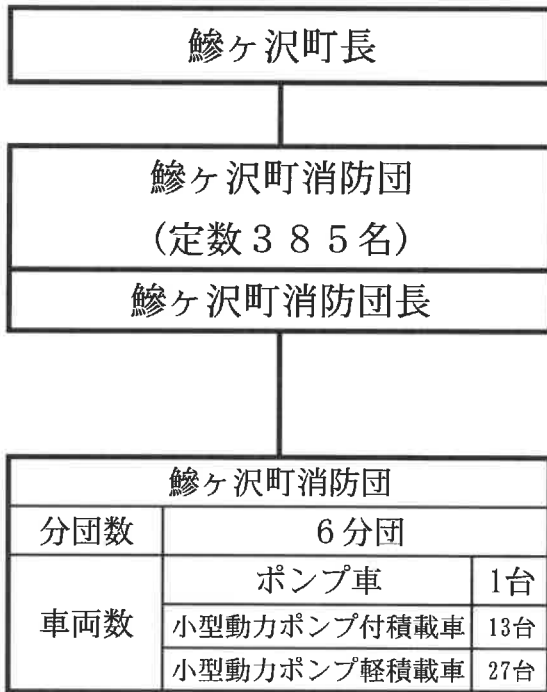 鰺ヶ沢町長
鰺ヶ沢町消防団
(定数３８５名)
鰺ヶ沢町消防団長
鰺ヶ沢町消防団
分団数 6分団
車両数 ポンプ車 1台
小型動力ポンプ付積載車 13台
小型動力ポンプ軽積載車 27台